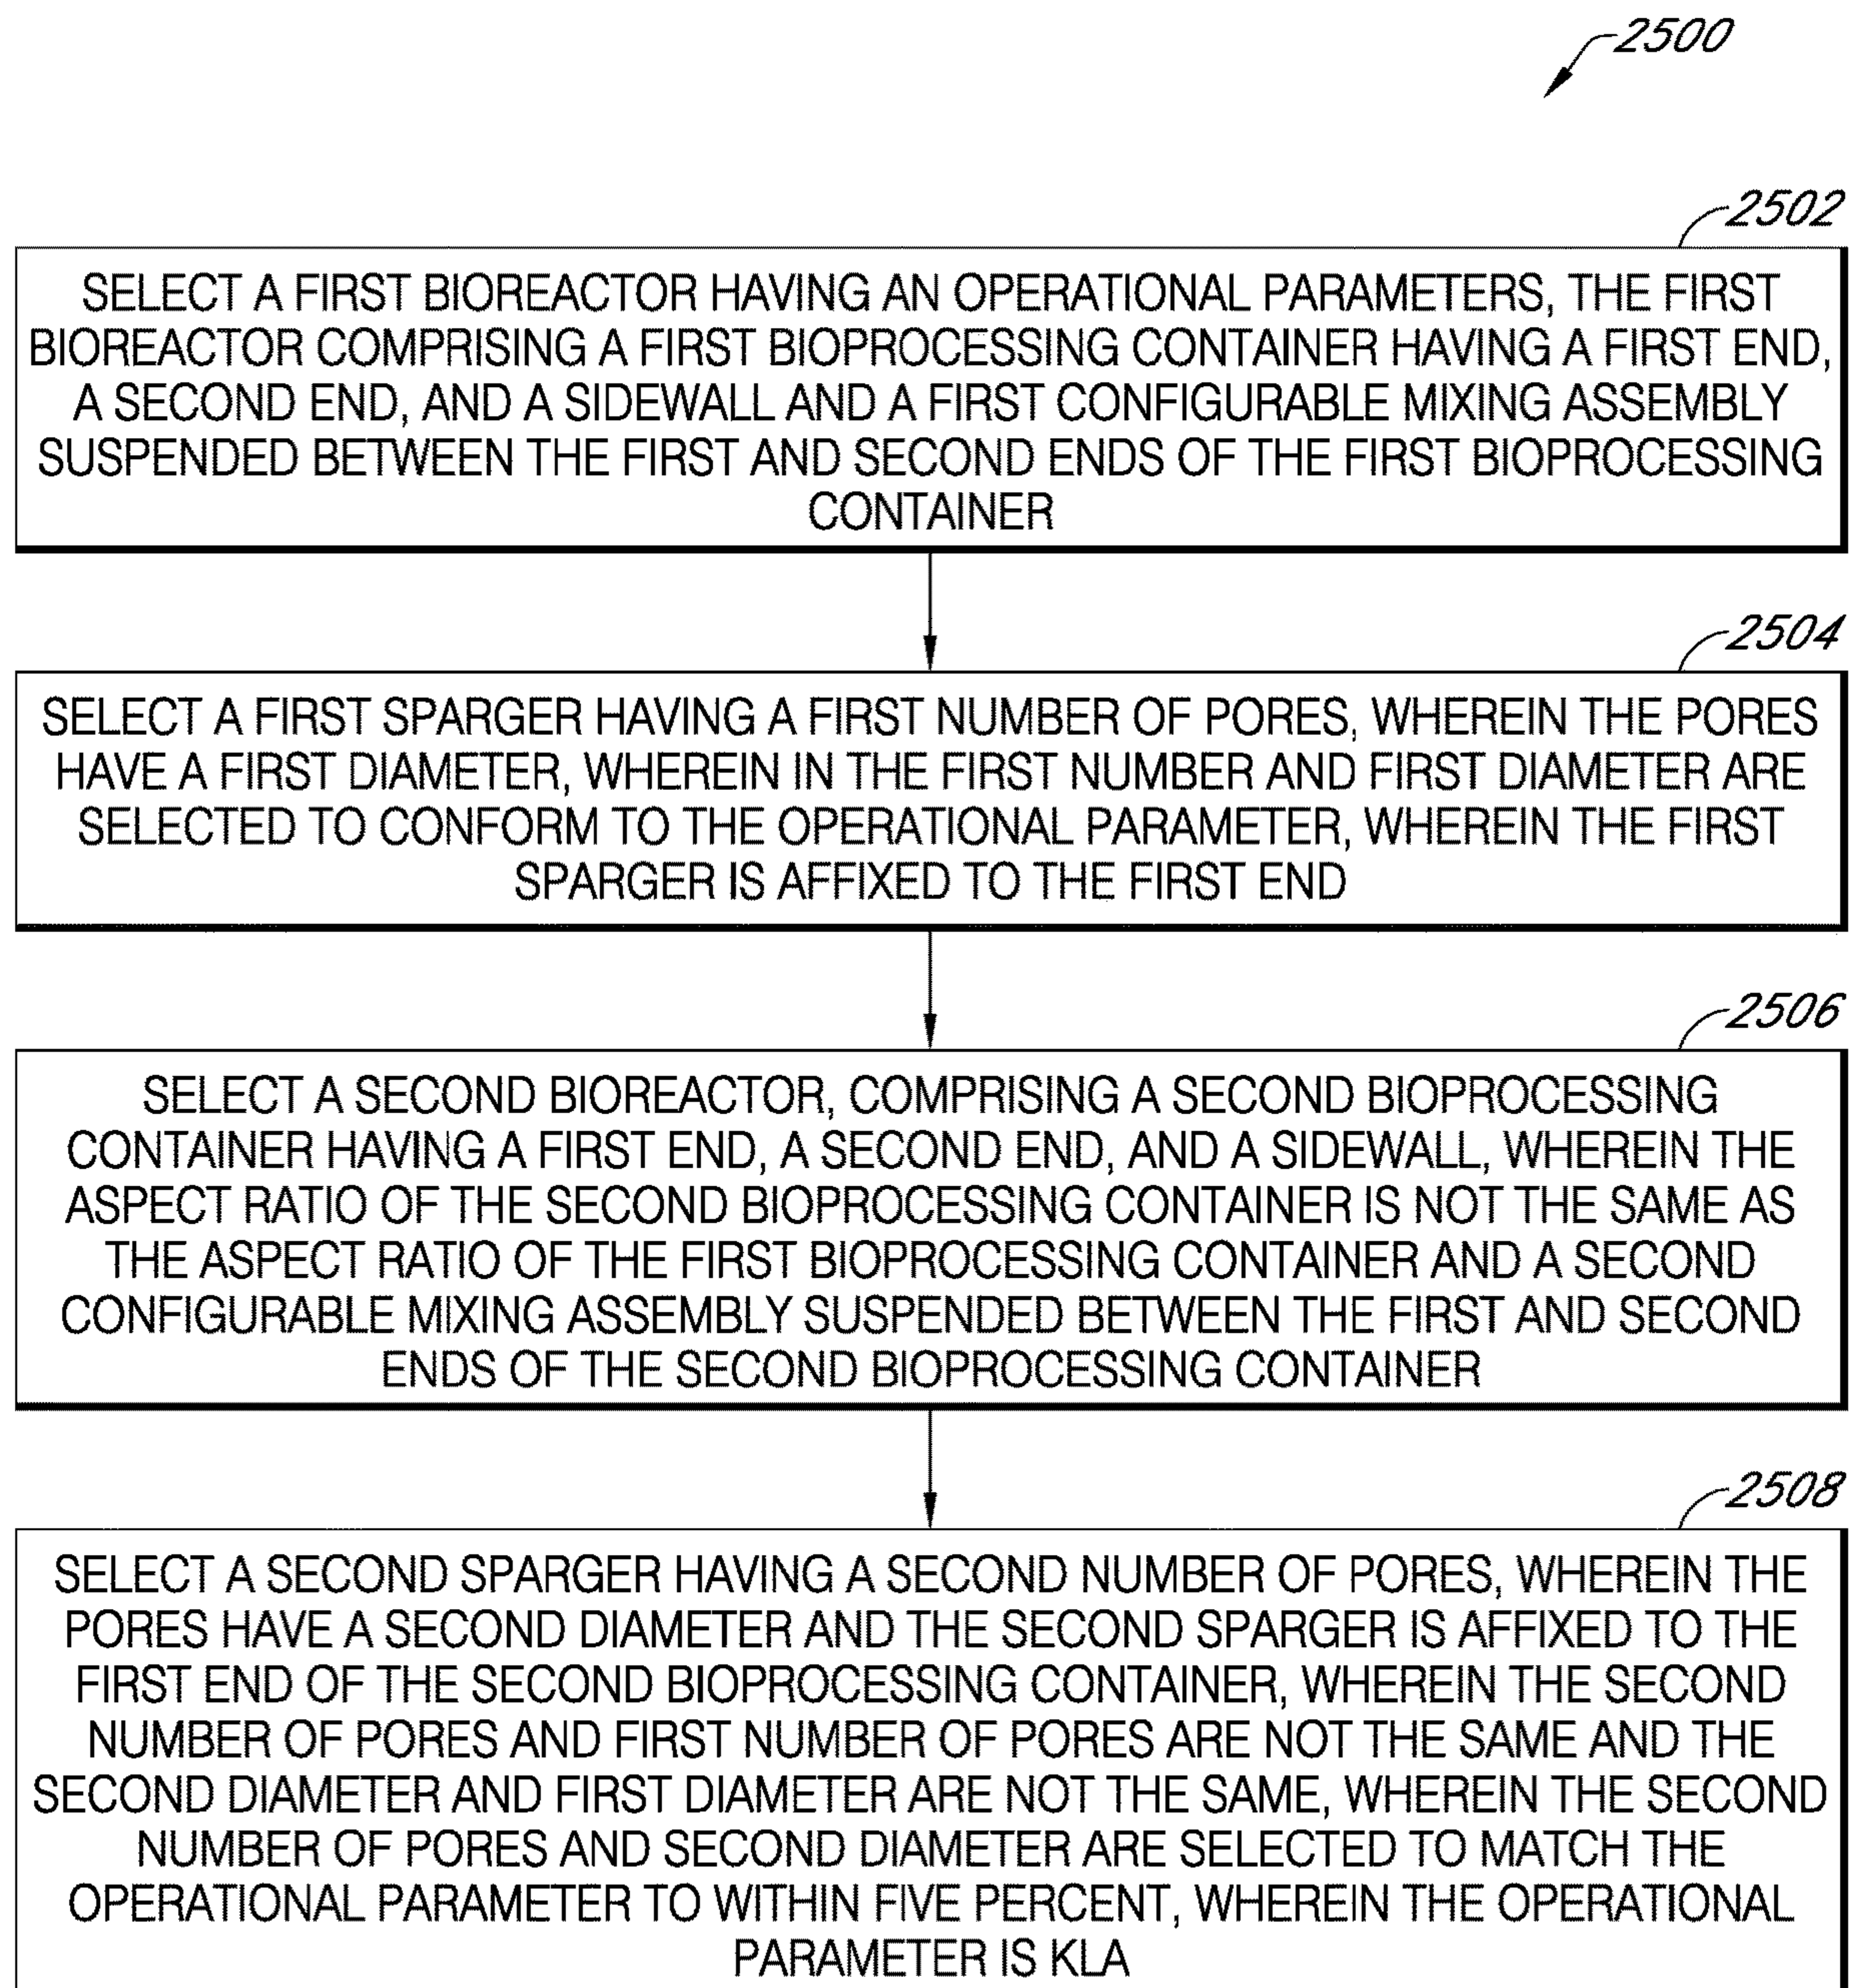 2500
2502
SELECT A FIRST BIOREACTOR HAVING AN OPERATIONAL PARAMETERS, THE FIRST
BIOREACTOR COMPRISING A FIRST BIOPROCESSING CONTAINER HAVING A FIRST END,
A SECOND END, AND A SIDEWALL AND A FIRST CONFIGURABLE MIXING ASSEMBLY
SUSPENDED BETWEEN THE FIRST AND SECOND ENDS OF THE FIRST BIOPROCESSING
CONTAINER
2504
SELECT A FIRST SPARGER HAVING A FIRST NUMBER OF PORES, WHEREIN THE PORES
HAVE A FIRST DIAMETER, WHEREIN IN THE FIRST NUMBER AND FIRST DIAMETER ARE
SELECTED TO CONFORM TO THE OPERATIONAL PARAMETER, WHEREIN THE FIRST
SPARGER IS AFFIXED TO THE FIRST END
2506
SELECT A SECOND BIOREACTOR, COMPRISING A SECOND BIOPROCESSING
CONTAINER HAVING A FIRST END, A SECOND END, AND A SIDEWALL, WHEREIN THE
ASPECT RATIO OF THE SECOND BIOPROCESSING CONTAINER IS NOT THE SAME AS
THE ASPECT RATIO OF THE FIRST BIOPROCESSING CONTAINER AND A SECOND
CONFIGURABLE MIXING ASSEMBLY SUSPENDED BETWEEN THE FIRST AND SECOND
ENDS OF THE SECOND BIOPROCESSING CONTAINER
2508
SELECT A SECOND SPARGER HAVING A SECOND NUMBER OF PORES, WHEREIN THE
PORES HAVE A SECOND DIAMETER AND THE SECOND SPARGER IS AFFIXED TO THE
FIRST END OF THE SECOND BIOPROCESSING CONTAINER, WHEREIN THE SECOND
NUMBER OF PORES AND FIRST NUMBER OF PORES ARE NOT THE SAME AND THE
SECOND DIAMETER AND FIRST DIAMETER ARE NOT THE SAME, WHEREIN THE SECOND
NUMBER OF PORES AND SECOND DIAMETER ARE SELECTED TO MATCH THE
OPERATIONAL PARAMETER TO WITHIN FIVE PERCENT, WHEREIN THE OPERATIONAL
PARAMETER IS KLA